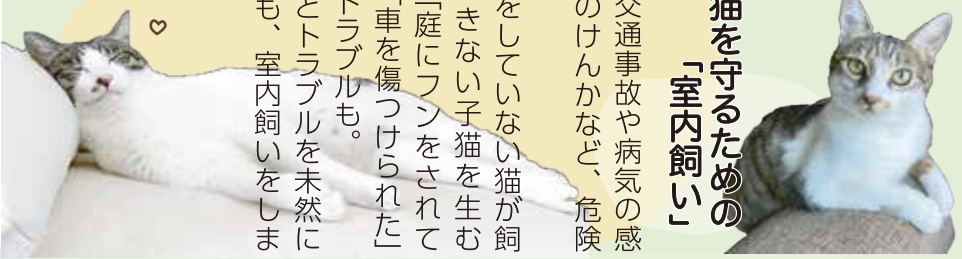 猫を守るための
「室内飼い」
交通事故や病気の感
のけんかなど、危険
をしていない猫が飼
きない子猫を生む
「庭にフンをされて
「車を傷つけられた」
トラブルも。
とトラブルを未然に
も、室内飼いをしま